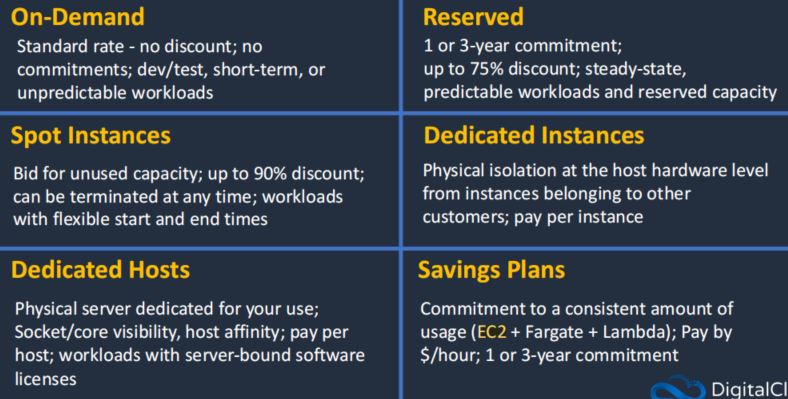 On-Demand
Standard rate - no discount; no
commitments; dev/test, short-term, or
unpredictable workloads
Reserved
1 or 3-year commitment;
up to 75% discount; steady-state,
predictable workloads and reserved capacity
Spot Instances
Bid for unused capacity; up to 90% discount;
can be terminated at any time; workloads
with flexible start and end times
Dedicated Instances
Physical isolation at the host hardware level
from instances belonging to other
customers; pay per instance
Dedicated Hosts
Physical server dedicated for your use;
Socket/core visibility, host affinity; pay per
host; workloads with server-bound software
licenses
Savings Plans
Commitment to a consistent amount of
usage (EC2 + Fargate + Lambda); Pay by
$/hour; 1 or 3-year commitment
DigitalCl